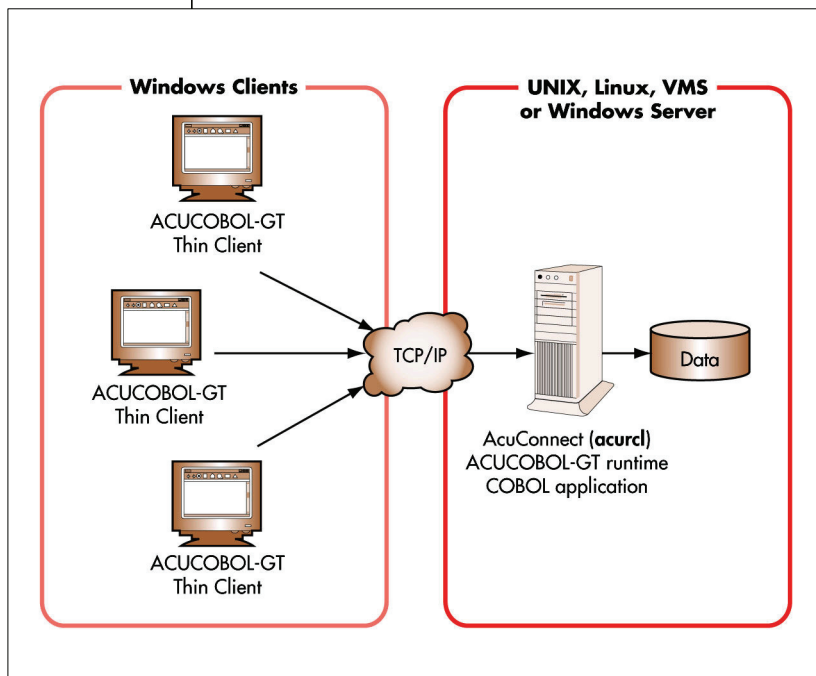 Windows Clients
ACUCOBOL-GT
Thin Client
ACUCOBOL-GT
Thin Client
ACUCOBOL-GT
Thin Client
TCP/IP
UNIX, Linux, VMS
or Windows Server
Data
AcuConnect (acurcl)
ACUCOBOL-GT runtime
COBOL application